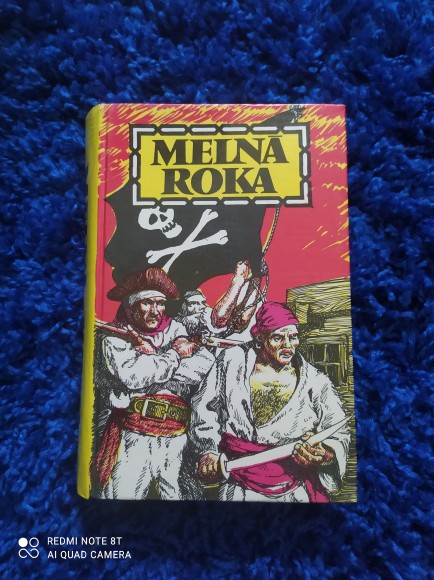 MELNĀ
ROKA
REDMI NOTE 8T
AI QUAD CAMERA